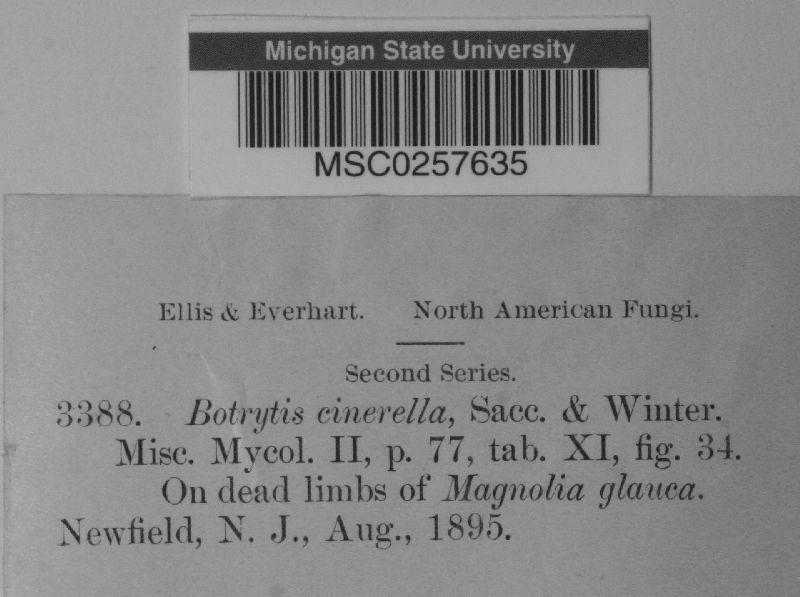 Michigan State University
MSC0257635
Ellis & Everhart. North American Fungi.
Second Series.
3388. Botrytis cinerella, Sacc. & Winter.
Misc. Mycol. II, p. 77, tab. XI, fig. 34.
On dead limbs of Magnolia glauca.
Newfield, N. J., Aug., 1895.